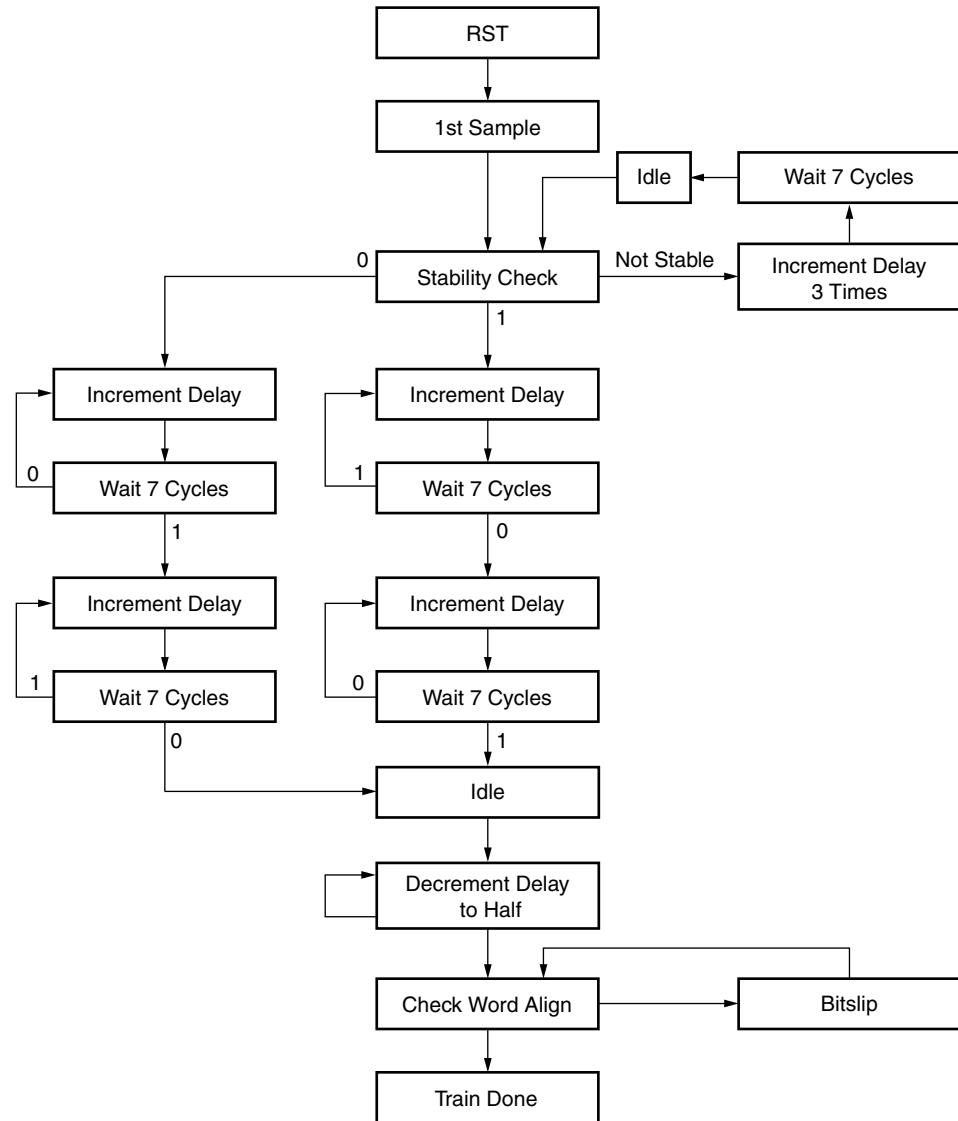 RST
1st Sample
Idle
Wait 7 Cycles
0
Stability Check
Not Stable
Increment Delay
3 Times
1
Increment Delay
Increment Delay
0
Wait 7 Cycles
1
Wait 7 Cycles
1
0
Increment Delay
Increment Delay
1
Wait 7 Cycles
0
Wait 7 Cycles
0
1
Idle
Decrement Delay
to Half
Check Word Align
Bitslip
Train Done